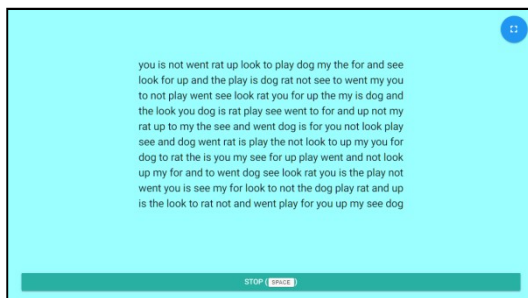 you is not went rat up look to play dog my the for and see
look for up and the play is dog rat not see to went my you
to not play went see look rat you for up the my is dog and
the look you dog is rat play see went to for and up not my
rat up to my the see and went dog is for you not look play
see and dog went rat is play the not look to up my you for
dog to rat the is you my see for up play went and not look
up my for and to went dog see look rat you is the play not
went you is see my for look to not the dog play rat and up
is the look to rat not and went play for you up my see dog
STOP ( SPACE )